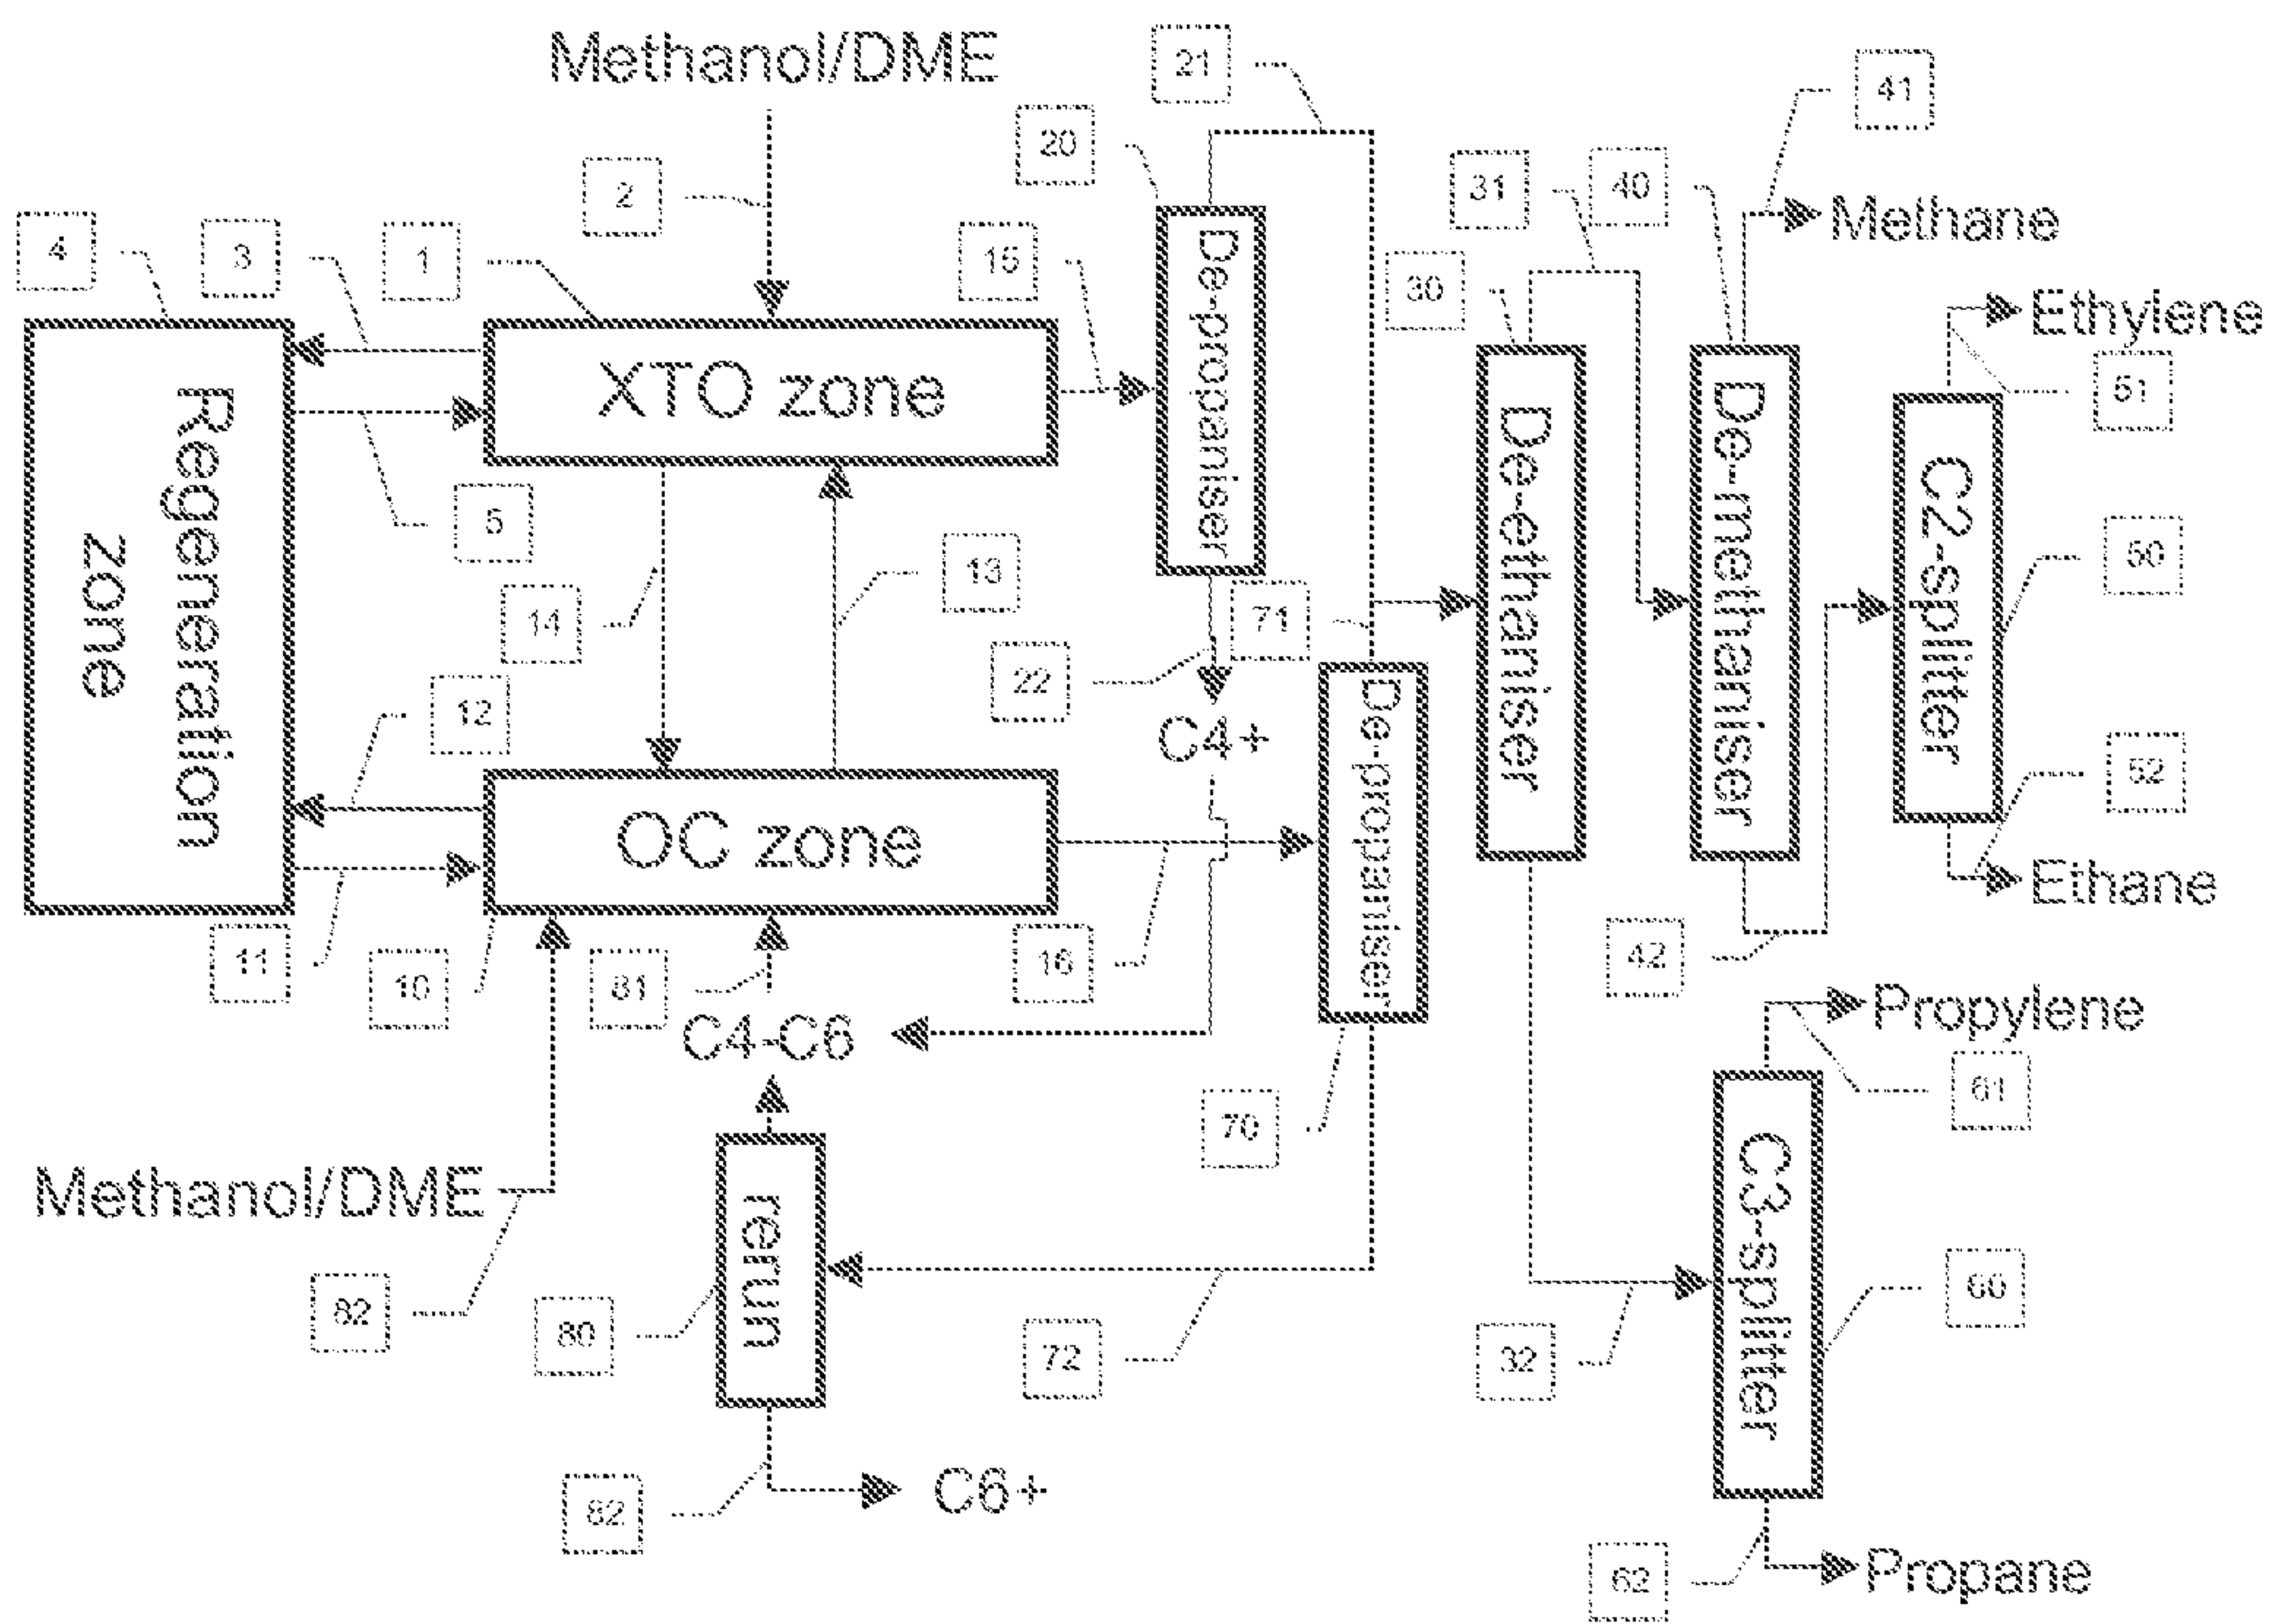 Methanol/DME
21
41
20
2
31
40
Methane
4
3
1
15
30
Ethylene
De-propaniser
XTO zone
51
Regeneration
zone
De-ethaniser
De-methaniser
C2-splitter
5
50
13
14
71
22
12
C4+
De-propaniser
52
OC zone
Ethane
11
10
81
16
42
C4-C6
Propylene
61
70
Methanol/DME
rerun
C3-splitter
60
82
80
72
32
82
C6+
62
Propane